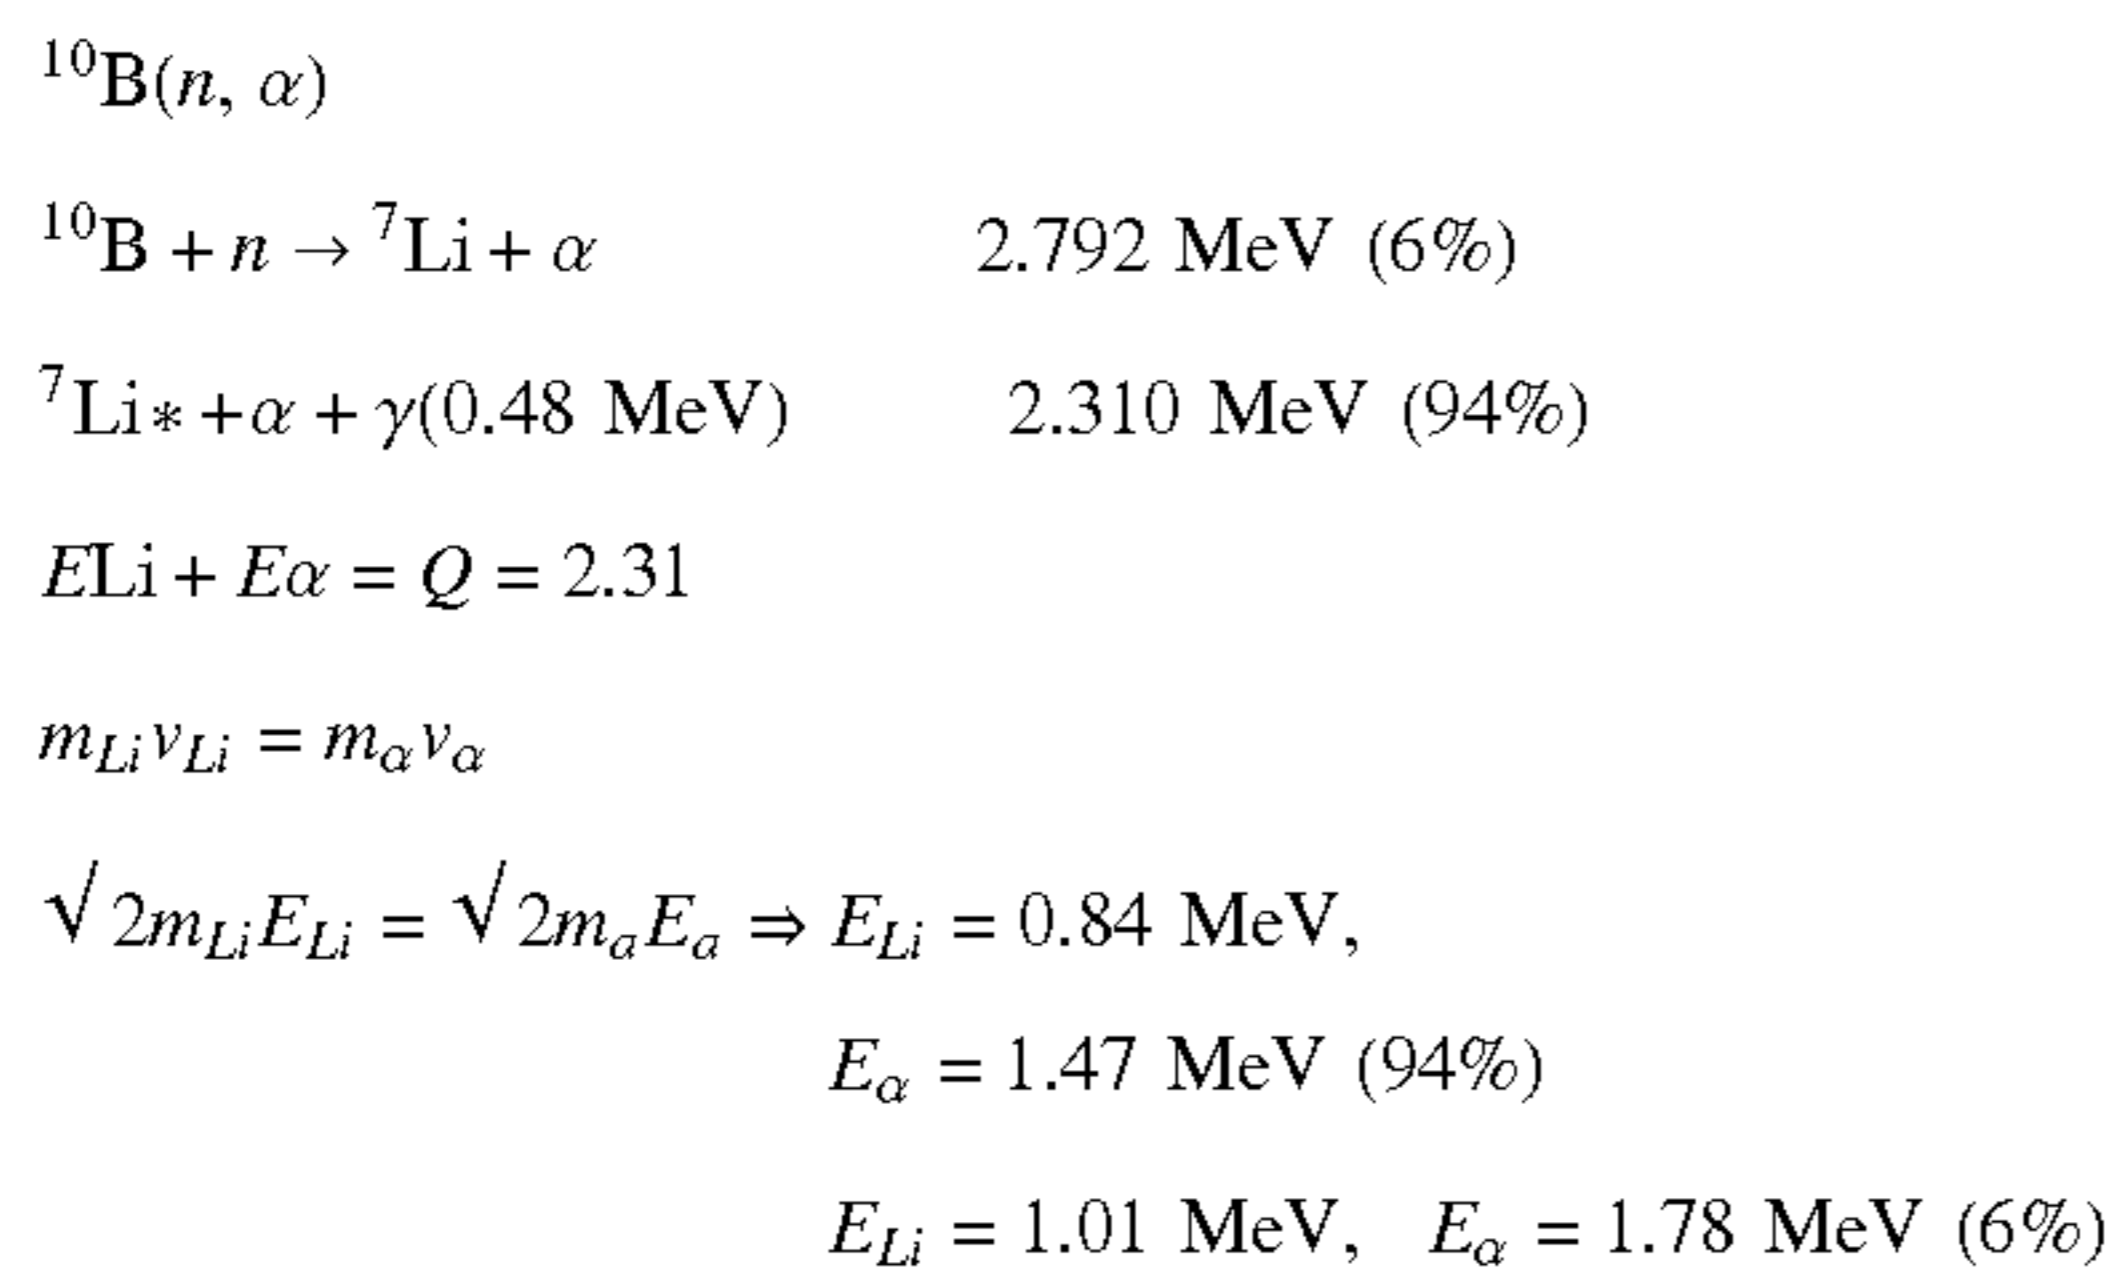 ¹⁰B(n, α)
¹⁰B + n → ⁷Li + α 2.792 MeV (6%)
⁷Li* +α + γ(0.48 MeV) 2.310 MeV (94%)
ELi + Eα = Q = 2.31
m_Li v_Li = m_α v_α
√2m_Li E_Li = √2m_a E_a ⇒ E_Li = 0.84 MeV,
E_α = 1.47 MeV (94%)
E_Li = 1.01 MeV, E_α = 1.78 MeV (6%)